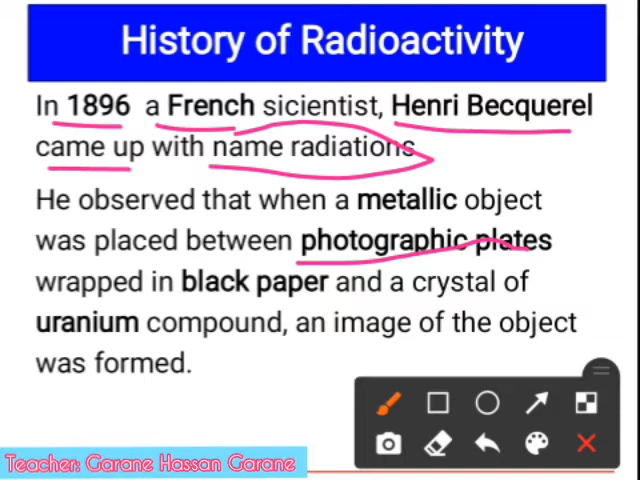 History of Radioactivity
In 1896 a French sicientist, Henri Becquerel
came up with name radiations
He observed that when a metallic object
was placed between photographic plates
wrapped in black paper and a crystal of
uranium compound, an image of the object
was formed.
Teacher: Garane Hassan Garane